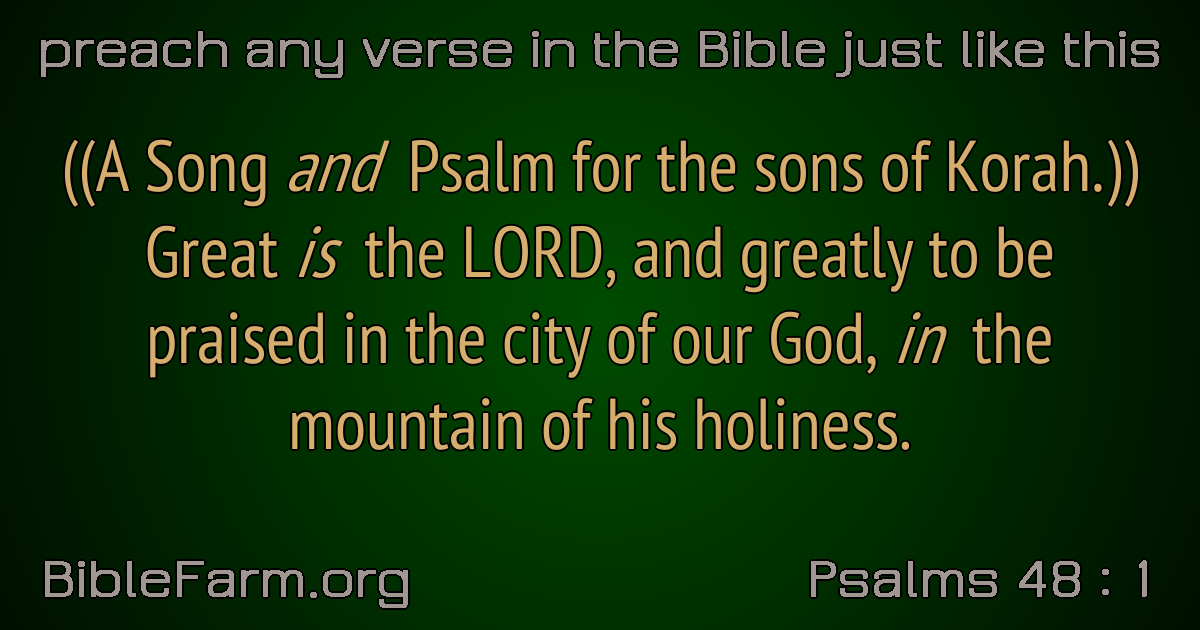 preach any verse in the Bible just like this
((A Song and Psalm for the sons of Korah.))
Great is the LORD, and greatly to be
praised in the city of our God, in the
mountain of his holiness.
BibleFarm.org
Psalms 48 : 1